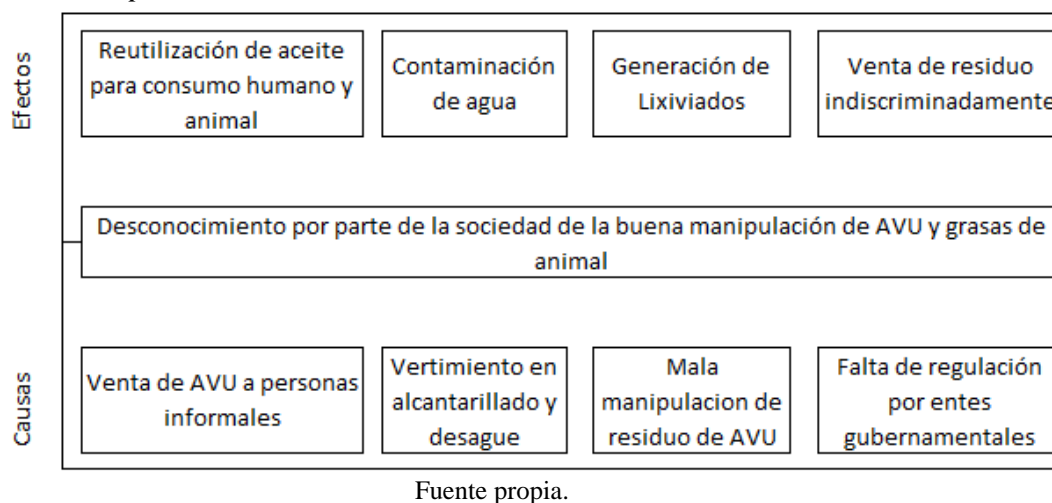 Efectos
Reutilización de aceite
para consumo humano y
animal
Contaminación
de agua
Generación de
Lixiviados
Venta de residuo
indiscriminadamente
Desconocimiento por parte de la sociedad de la buena manipulación de AVU y grasas de
animal
Causas
Venta de AVU a personas
informales
Vertimiento en
alcantarillado y
desague
Mala
manipulacion de
residuo de AVU
Falta de regulación
por entes
gubernamentales
Fuente propia.